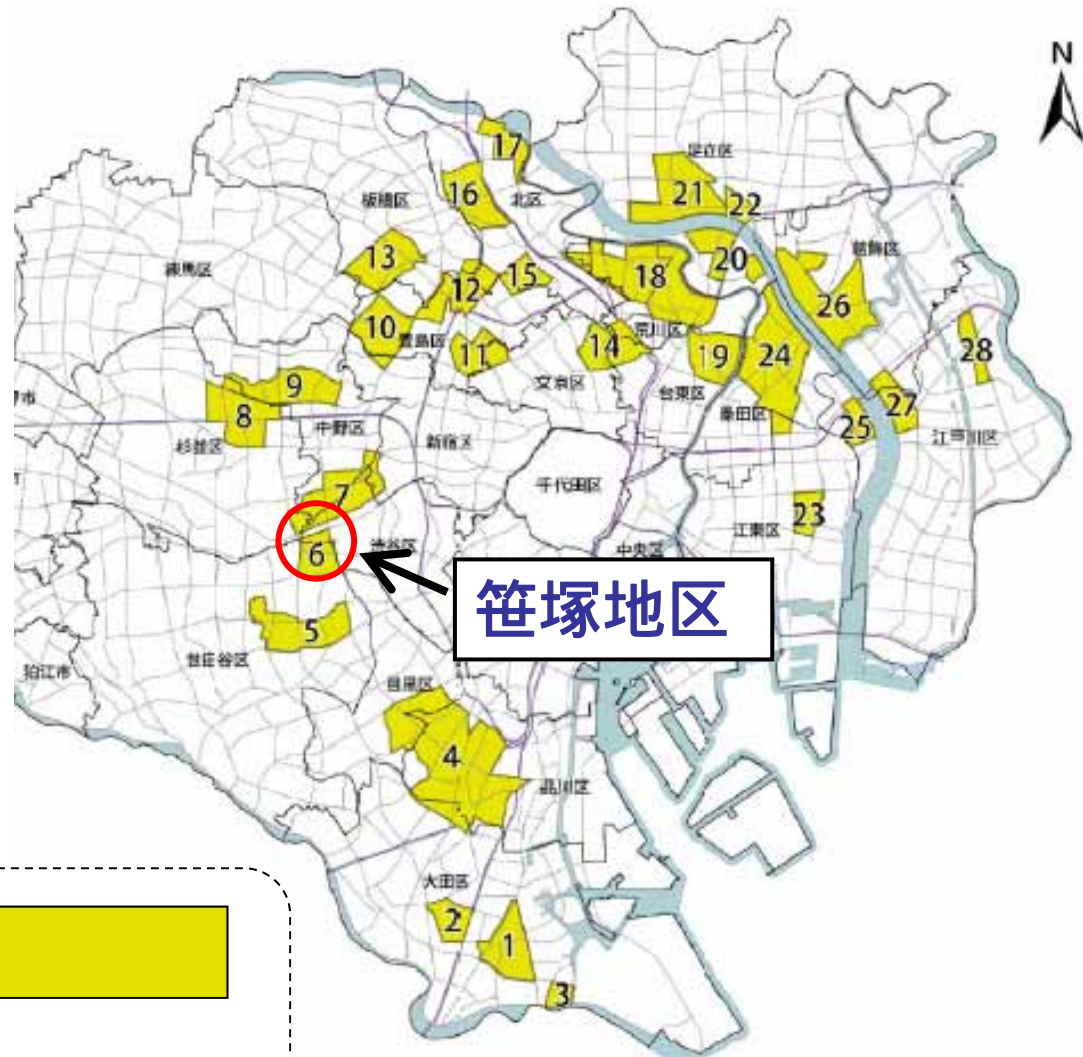 N
17
足立区
21
板橋区
16
北区
22
葛飾区
13
20
練馬区
12
15
18
26
10
豊島区
荒川区
11
14
19
24
28
9
文京区
台東区
8
中野区
墨田区
27
杉並区
新宿区
25
江戸川区
千代田区
7
23
江東区
6
渋谷区
中央区
笹塚地区
5
世田谷区
狛江市
目黒区
4
品川区
大田区
2
1
3